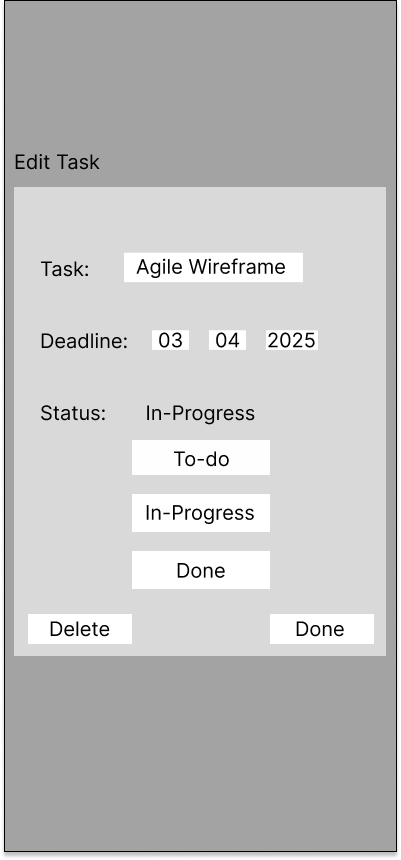 Edit Task
Task: Agile Wireframe
Deadline: 03 04 2025
Status: In-Progress
To-do
In-Progress
Done
Delete Done